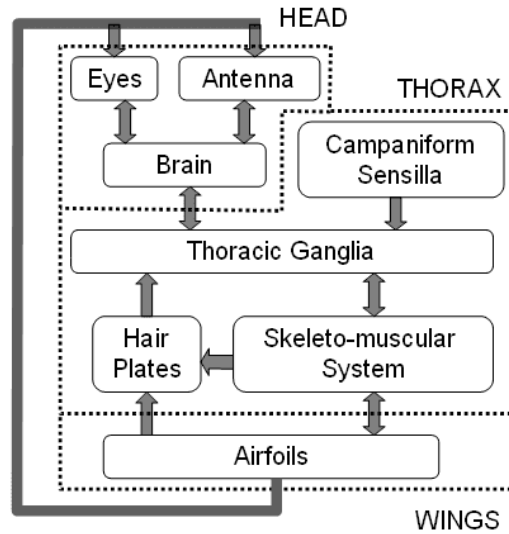 HEAD
Eyes
Antenna
THORAX
Campaniform
Sensilla
Brain
Thoracic Ganglia
Hair
Plates
Skeleto-muscular
System
Airfoils
WINGS